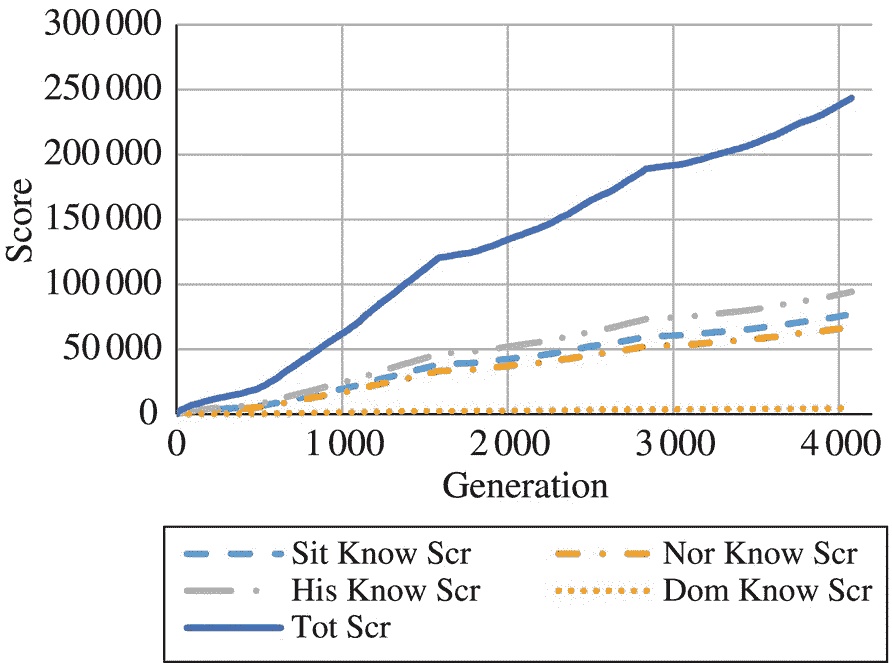 300 000
250 000
200 000
150 000
100 000
50 000
0
Score
0 1 000 2 000 3 000 4 000
Generation
Sit Know Scr Nor Know Scr
His Know Scr Dom Know Scr
Tot Scr